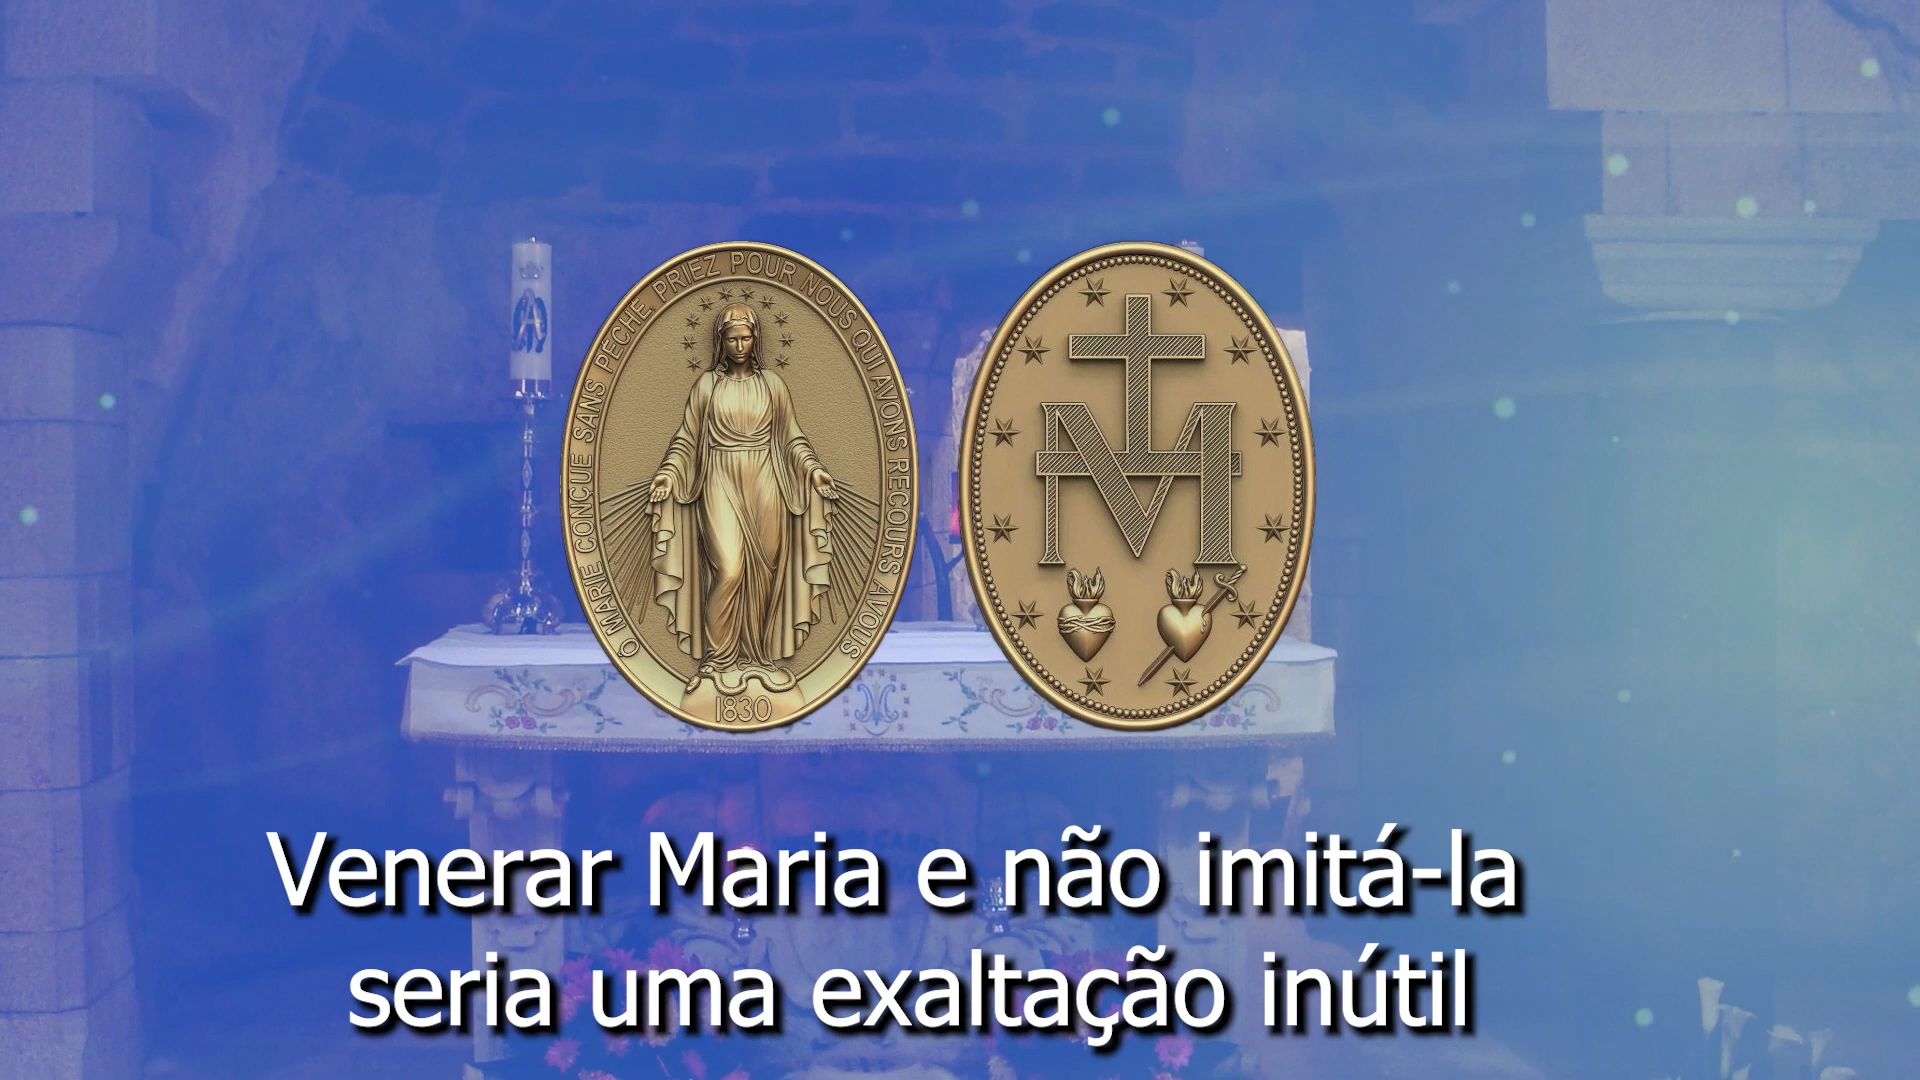 Ô MARIE CONÇUE SANS PÉCHÉ, PRIEZ POUR NOUS QUI AVONS RECOURS A VOUS
1830
Venerar Maria e não imitá-la
seria uma exaltação inútil